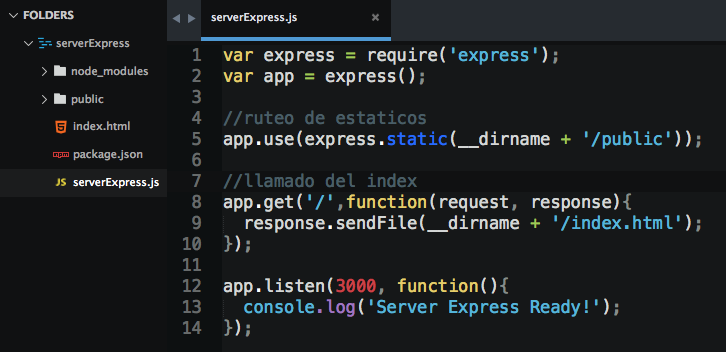 FOLDERS
serverExpress
node_modules
public
index.html
package.json
JS serverExpress.js
serverExpress.js ×
1 var express = require('express');
2 var app = express();
3
4 //ruteo de estaticos
5 app.use(express.static(__dirname + '/public'));
6
7 //llamado del index
8 app.get('/',function(request, response){
9   response.sendFile(__dirname + '/index.html');
10 });
11
12 app.listen(3000, function(){
13   console.log('Server Express Ready!');
14 });